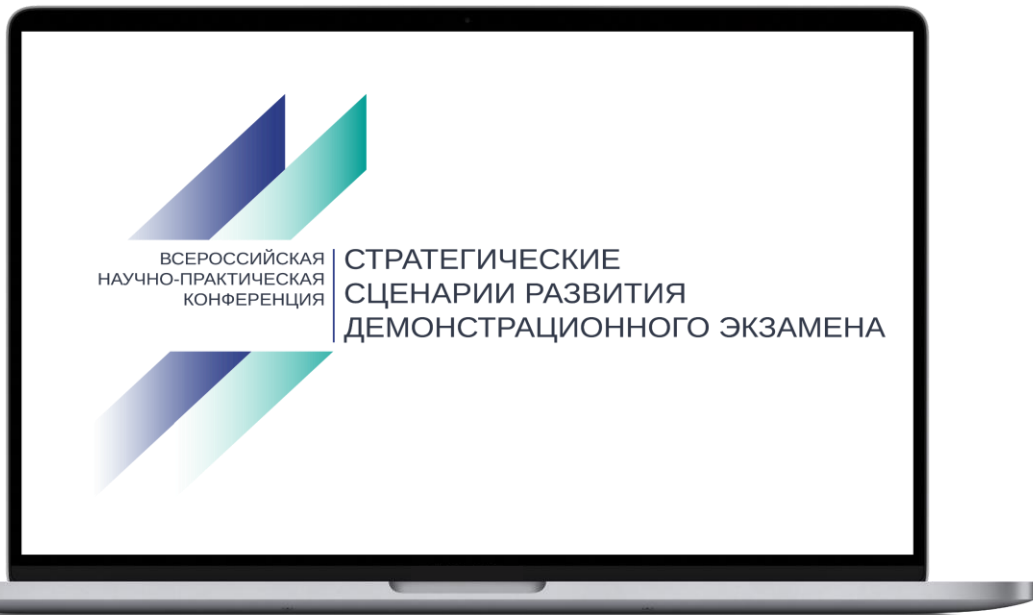 ВСЕРОССИЙСКАЯ
НАУЧНО-ПРАКТИЧЕСКАЯ
КОНФЕРЕНЦИЯ
СТРАТЕГИЧЕСКИЕ
СЦЕНАРИИ РАЗВИТИЯ
ДЕМОНСТРАЦИОННОГО ЭКЗАМЕНА